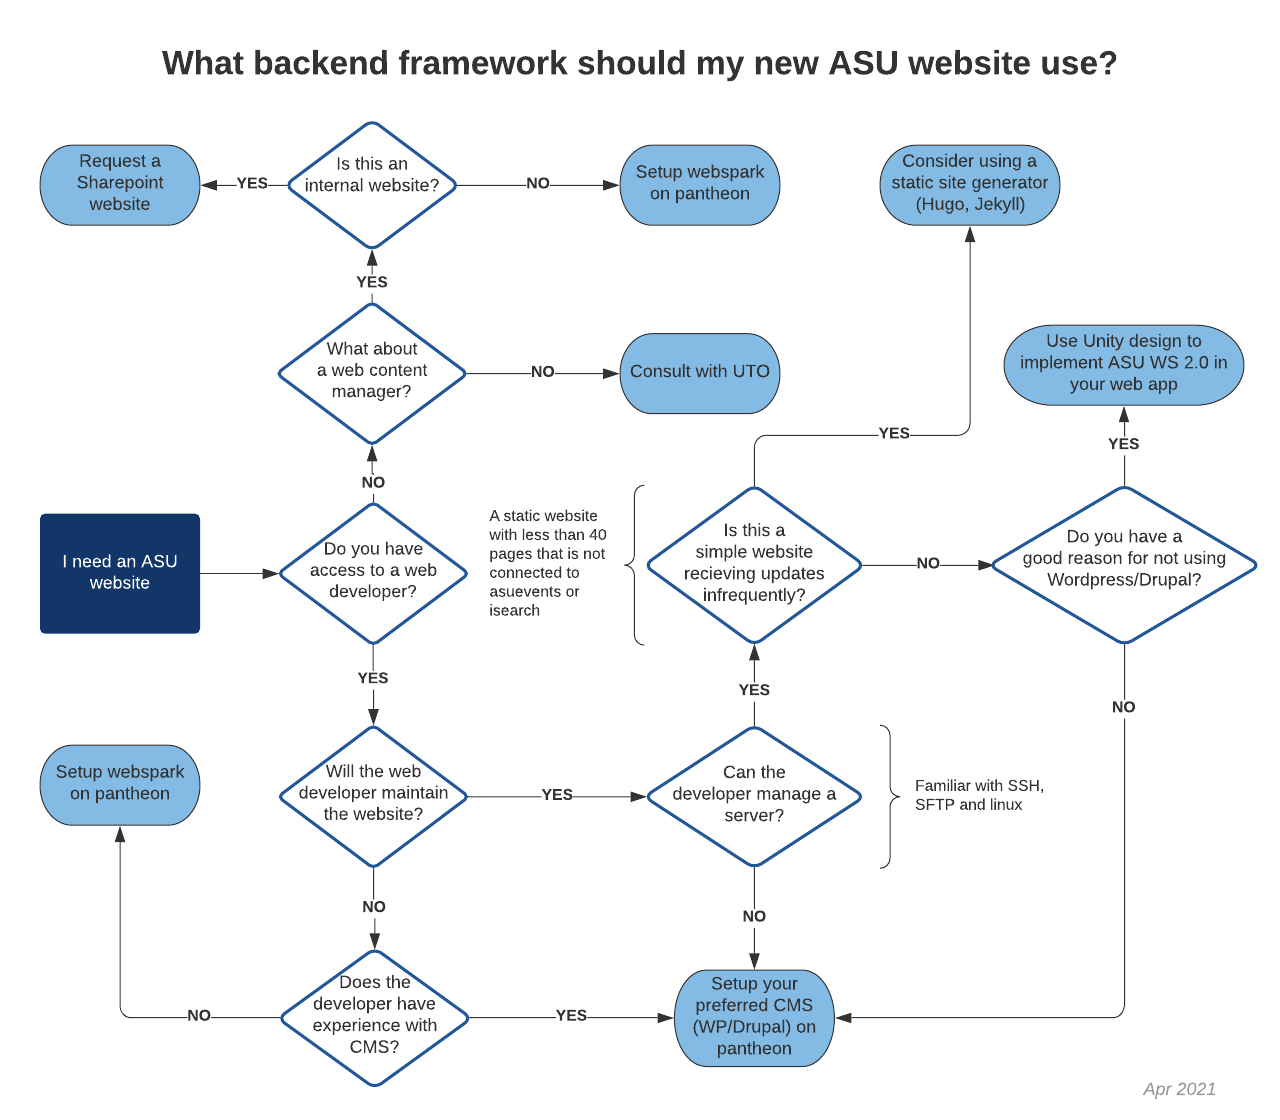 What backend framework should my new ASU website use?
Request a
Sharepoint
website
YES
Is this an
internal website?
NO
Setup webspark
on pantheon
Consider using a
static site generator
(Hugo, Jekyll)
YES
What about
a web content
manager?
NO
Consult with UTO
Use Unity design to
implement ASU WS 2.0 in
your web app
YES
YES
NO
I need an ASU
website
Do you have
access to a web
developer?
A static website
with less than 40
pages that is not
connected to
asuevents or
isearch
Is this a
simple website
recieving updates
infrequently?
NO
Do you have a
good reason for not using
Wordpress/Drupal?
YES
YES
NO
Setup webspark
on pantheon
Will the web
developer maintain
the website?
YES
Can the
developer manage a
server?
Familiar with SSH,
SFTP and linux
NO
NO
NO
Does the
developer have
experience with
CMS?
YES
Setup your
preferred CMS
(WP/Drupal) on
pantheon
Apr 2021